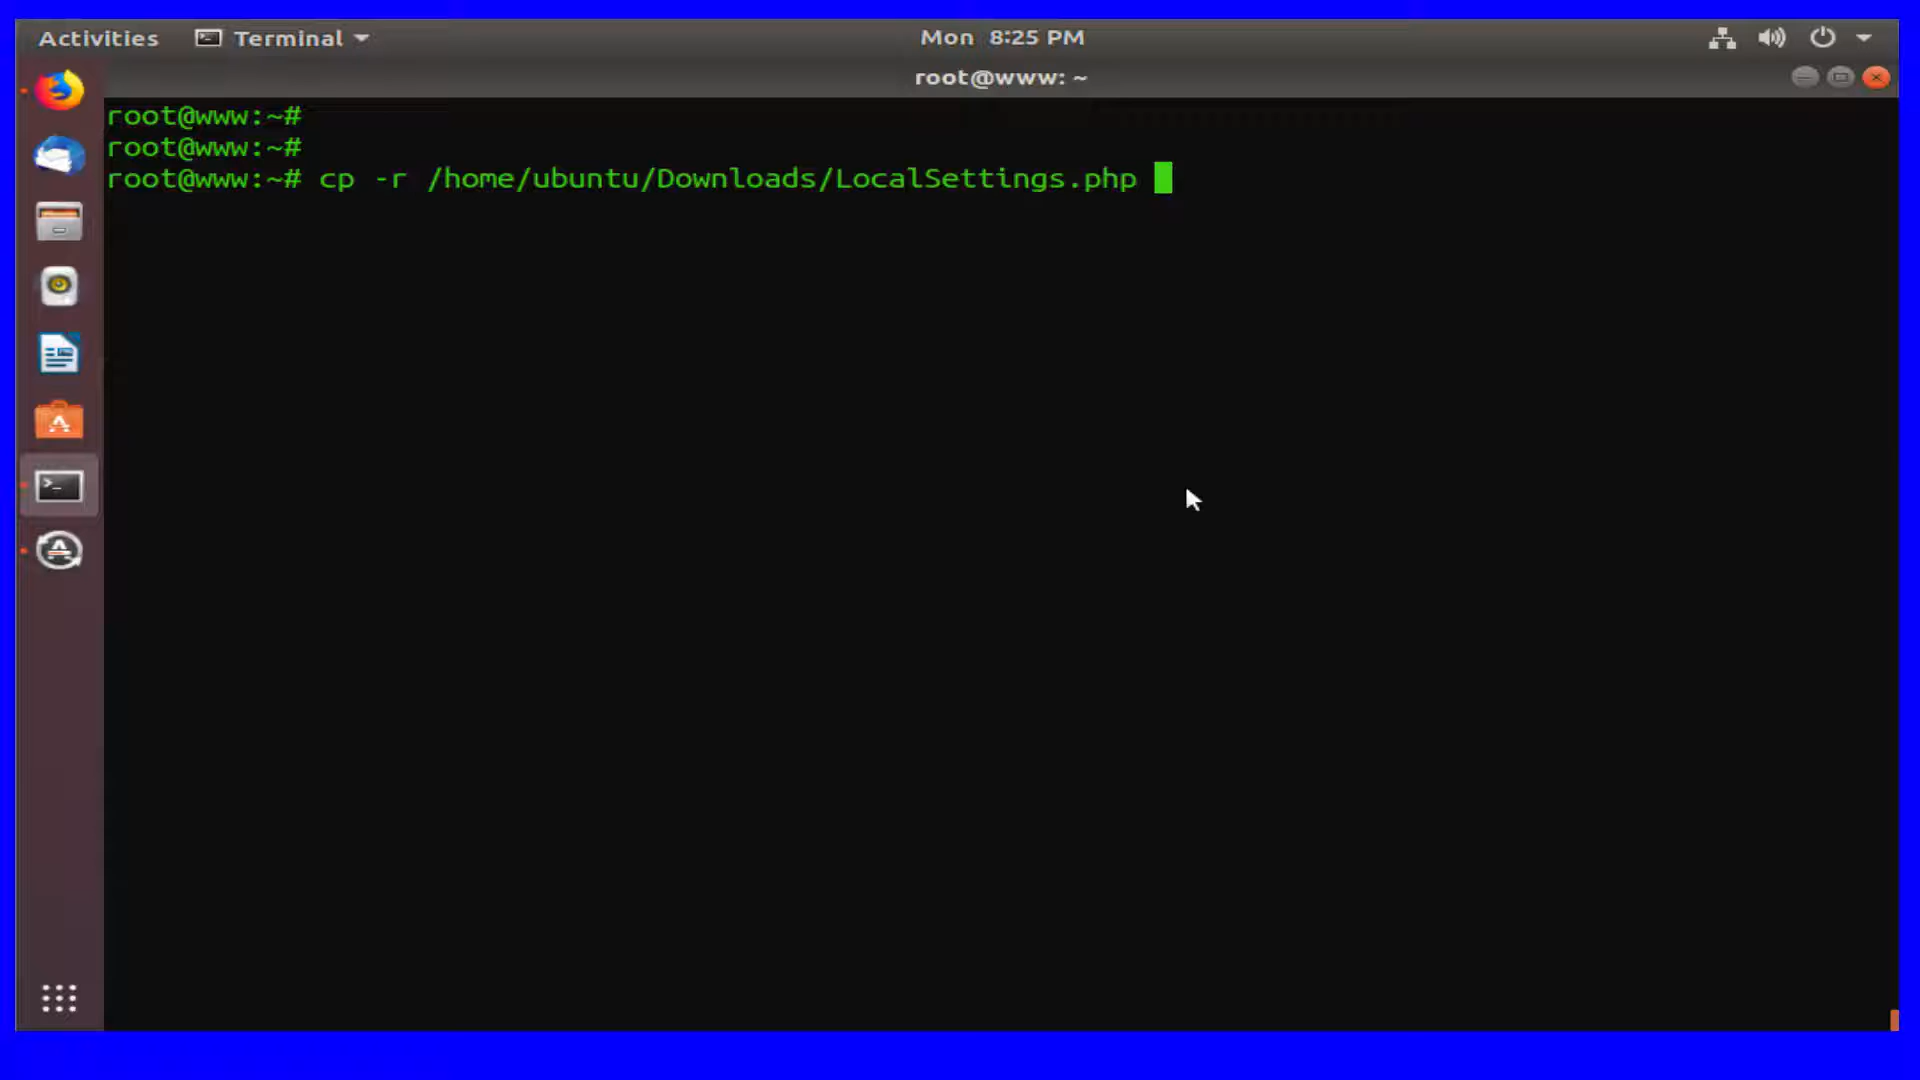 Activities Terminal Mon 8:25 PM
root@www: ~
root@www:~#
root@www:~#
root@www:~# cp -r /home/ubuntu/Downloads/LocalSettings.php